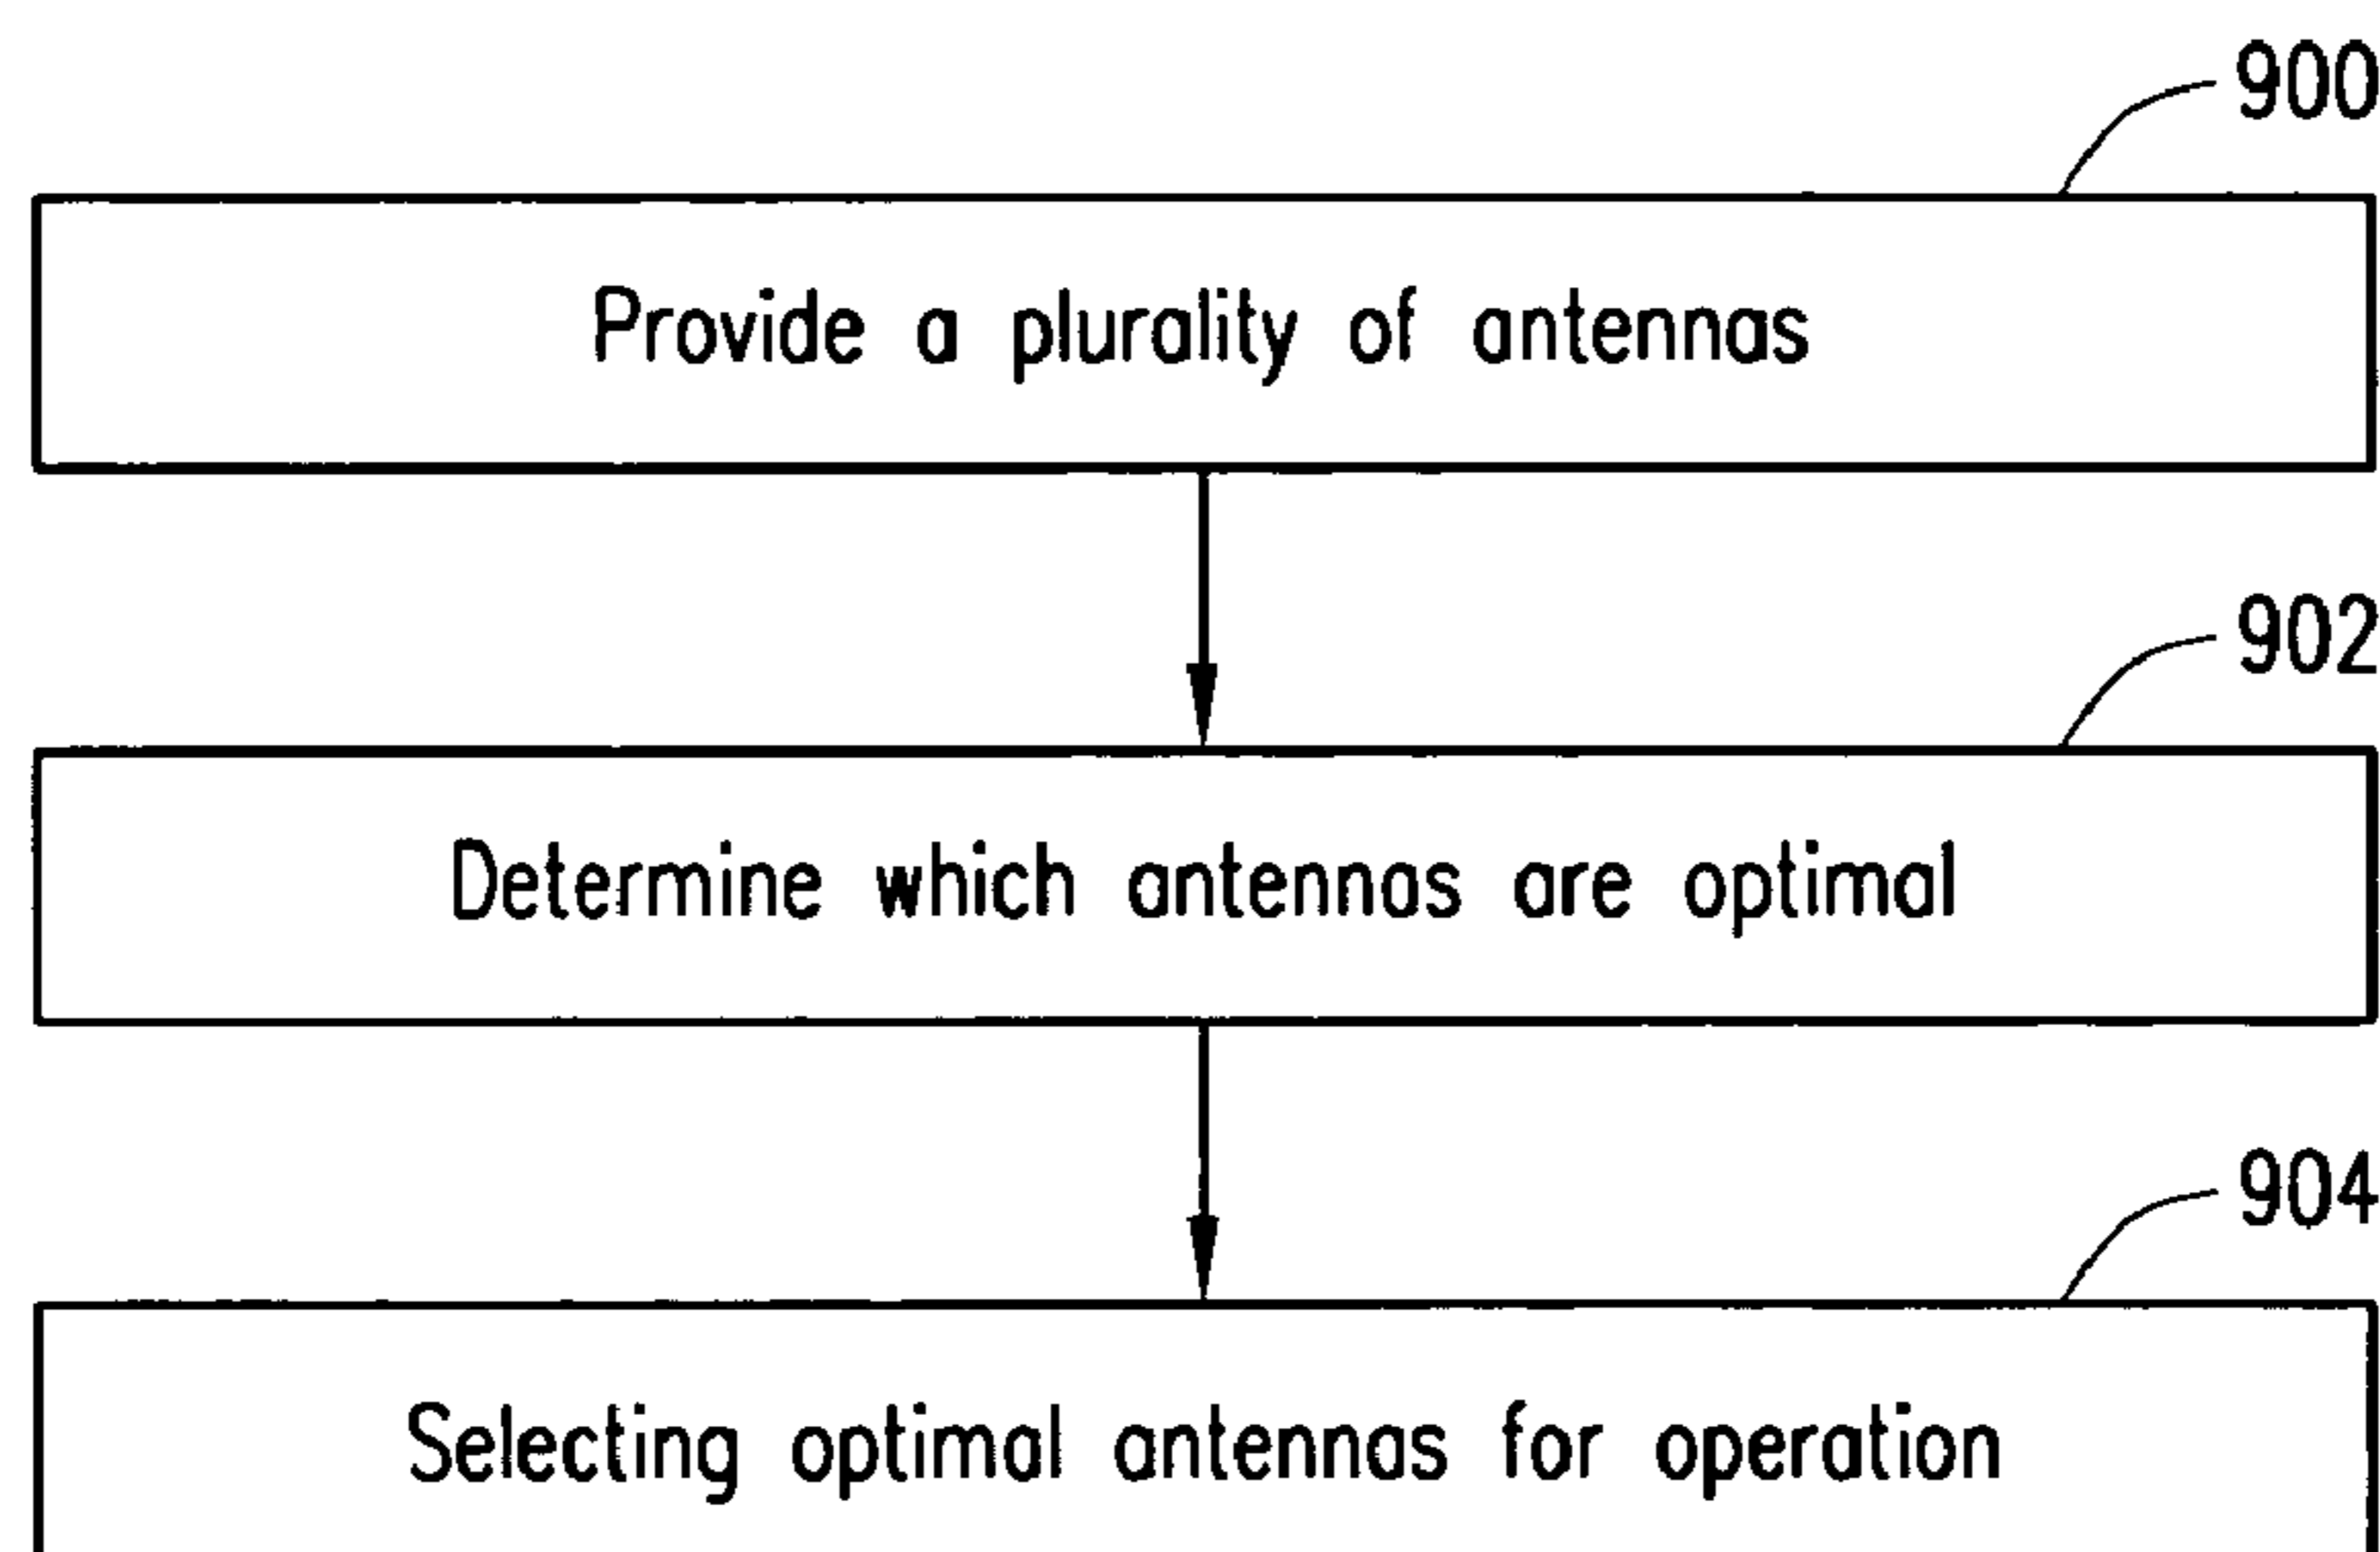 900
Provide a plurality of antennas
902
Determine which antennas are optimal
904
Selecting optimal antennas for operation